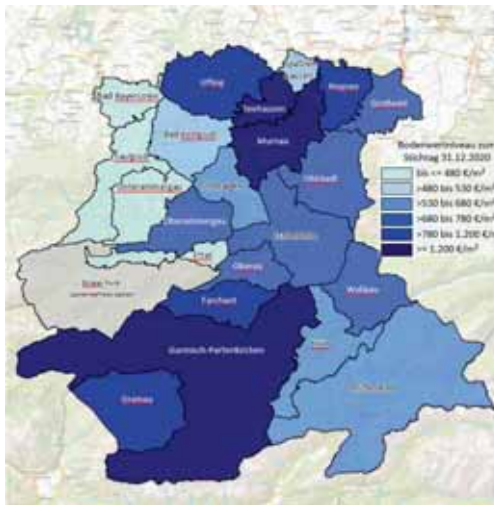 Uffing
Riegsee
Großweil
Bad Bayersoien
Seehausen
Bad Kohlgrub
Murnau
Saulgrub
Ohlstadt
Unterammergau
Oberammergau
Eschenlohe
Ettal
Oberau
Wallgau
Farchant
Garmisch-Partenkirchen
Grainau
Bodenwertniveau zum
Stichtag 31.12.2020
bis <= 480 €/m²
>480 bis 530 €/m²
>530 bis 680 €/m²
>680 bis 780 €/m²
>780 bis 1.200 €/m²
>= 1.200 €/m²